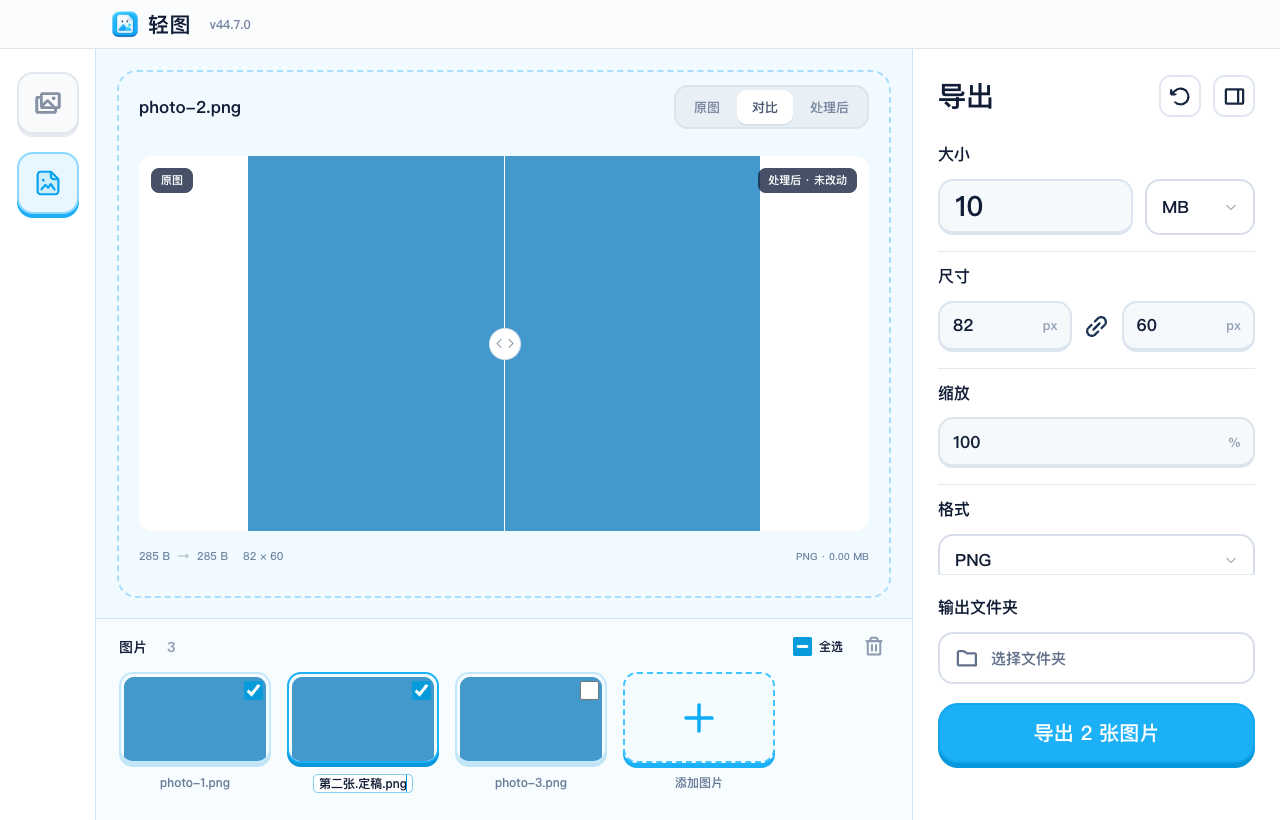 轻图 v44.7.0
photo-2.png
原图 对比 处理后
原图
处理后 · 未改动
285 B → 285 B 82 × 60
PNG · 0.00 MB
图片 3
全选
photo-1.png
第二张.定稿.png
photo-3.png
添加图片
导出
大小
10 MB
尺寸
82 px 60 px
缩放
100 %
格式
PNG
输出文件夹
选择文件夹
导出 2 张图片